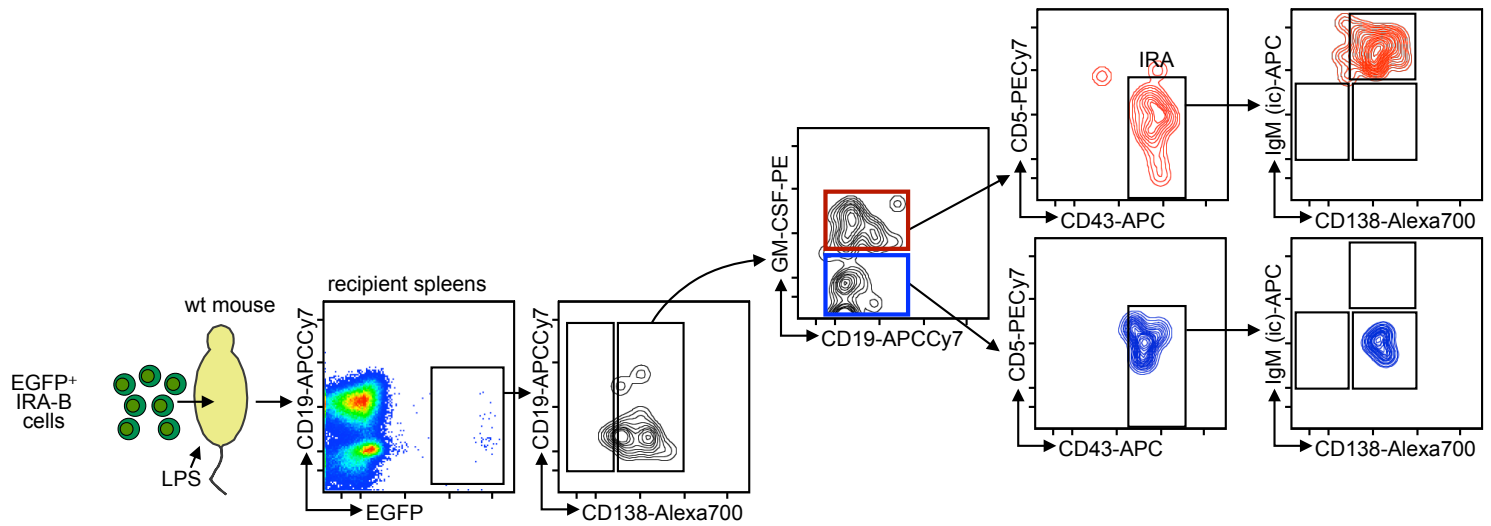 EGFP⁺
IRA-B
cells
wt mouse
LPS
recipient spleens
CD19-APCCy7
EGFP
CD19-APCCy7
CD138-Alexa700
GM-CSF-PE
CD19-APCCy7
CD5-PECy7
IRA
CD43-APC
IgM (ic)-APC
CD138-Alexa700
CD5-PECy7
CD43-APC
IgM (ic)-APC
CD138-Alexa700